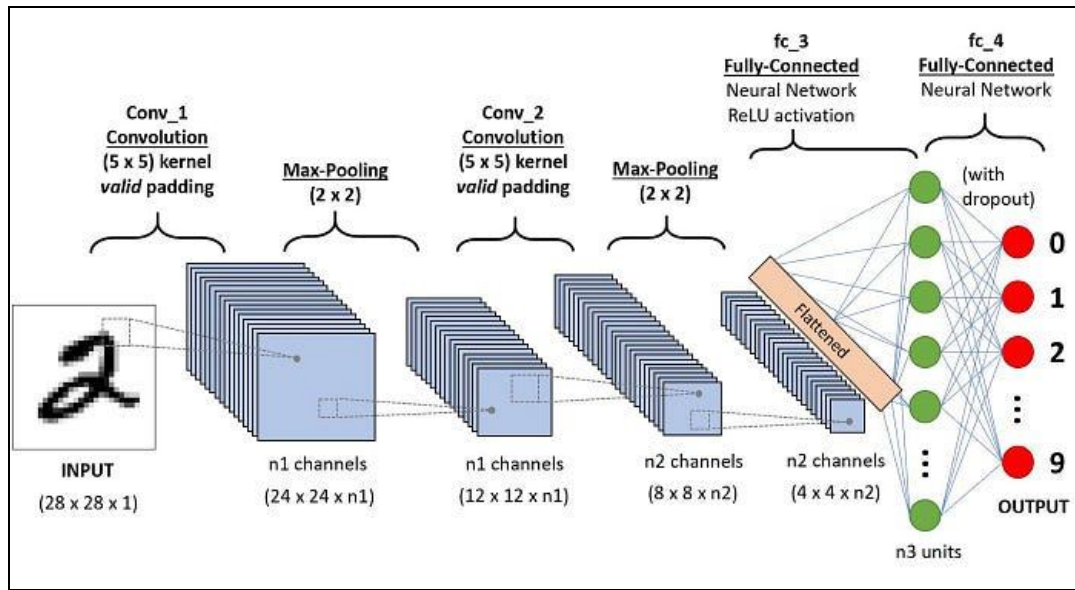 fc_3
Fully-Connected
Neural Network
ReLU activation
fc_4
Fully-Connected
Neural Network
Conv_1
Convolution
(5 x 5) kernel
valid padding
Max-Pooling
(2 x 2)
Conv_2
Convolution
(5 x 5) kernel
valid padding
Max-Pooling
(2 x 2)
(with
dropout)
0
1
2
9
Flattened
2
INPUT
(28 x 28 x 1)
n1 channels
(24 x 24 x n1)
n1 channels
(12 x 12 x n1)
n2 channels
(8 x 8 x n2)
n2 channels
(4 x 4 x n2)
n3 units
OUTPUT